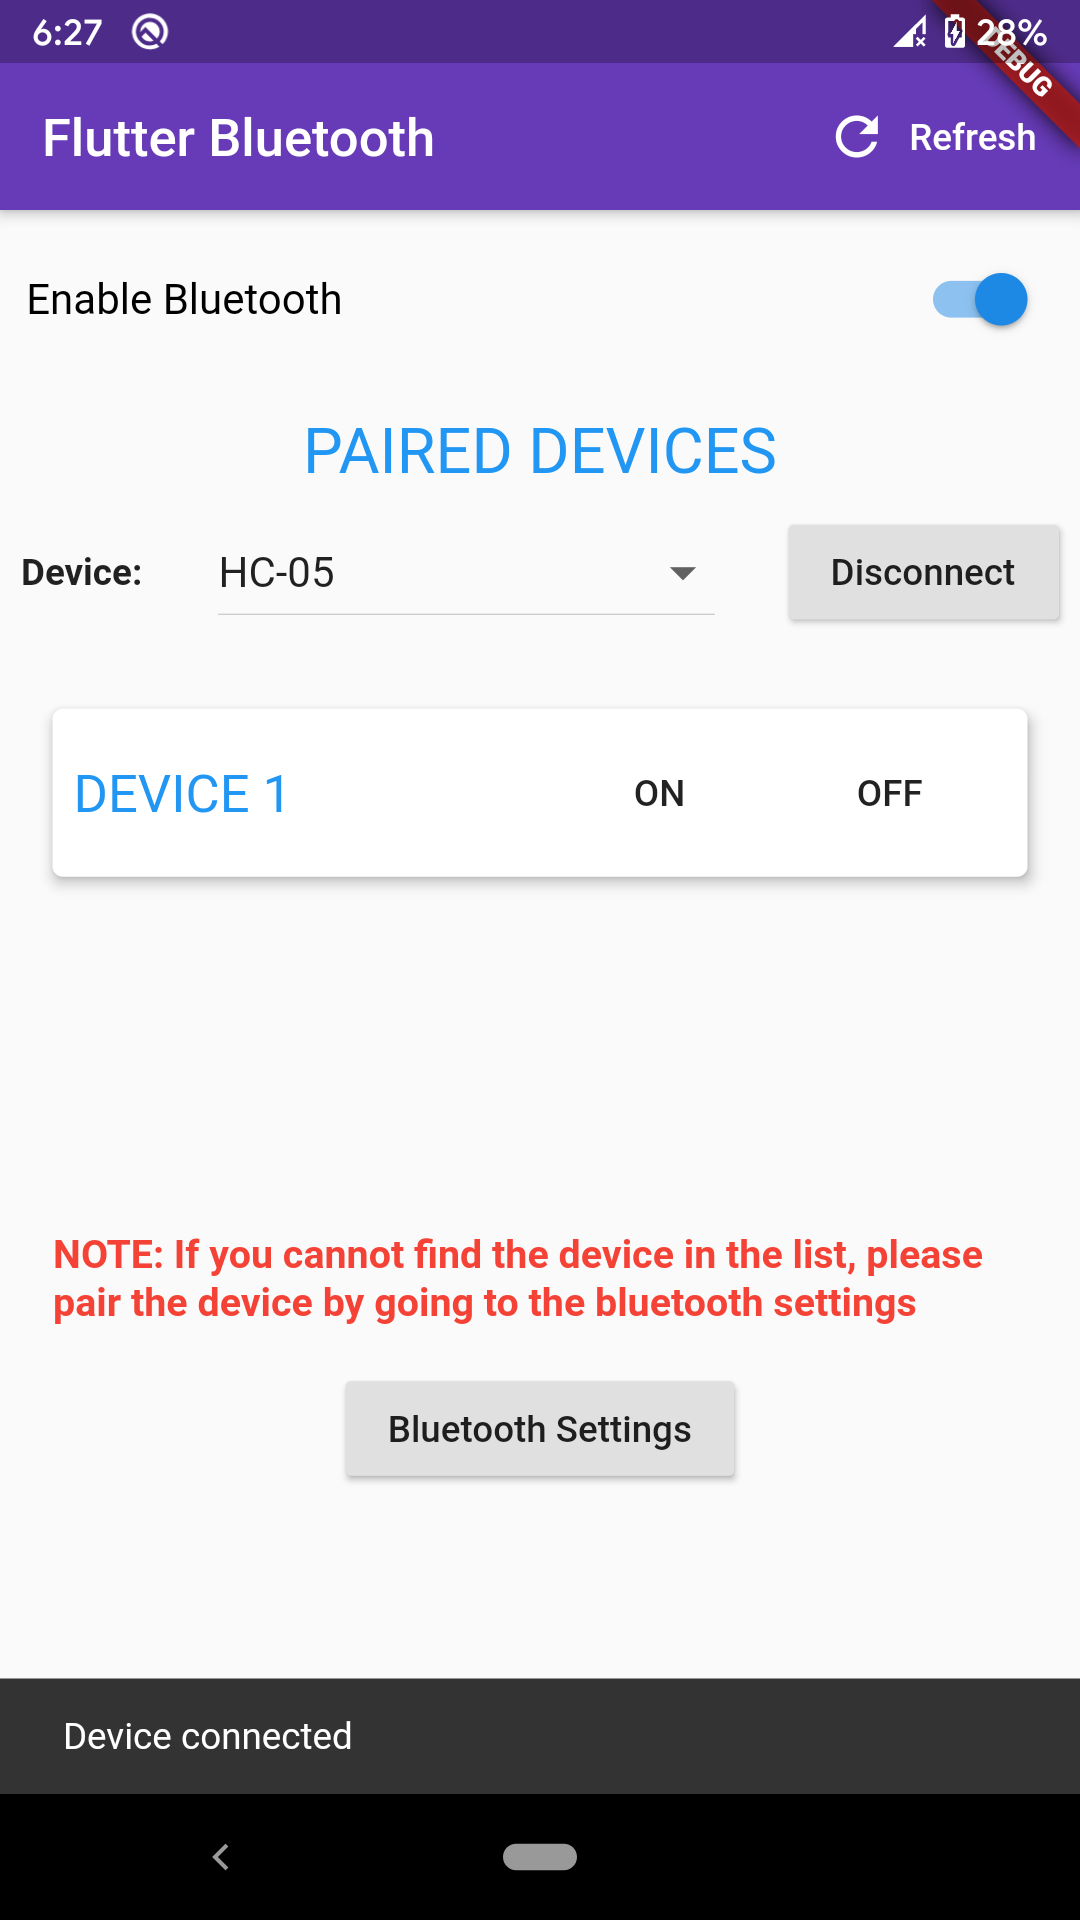 6:27 28%
DEBUG
Flutter Bluetooth Refresh
Enable Bluetooth
PAIRED DEVICES
Device: HC-05 Disconnect
DEVICE 1 ON OFF
NOTE: If you cannot find the device in the list, please
pair the device by going to the bluetooth settings
Bluetooth Settings
Device connected